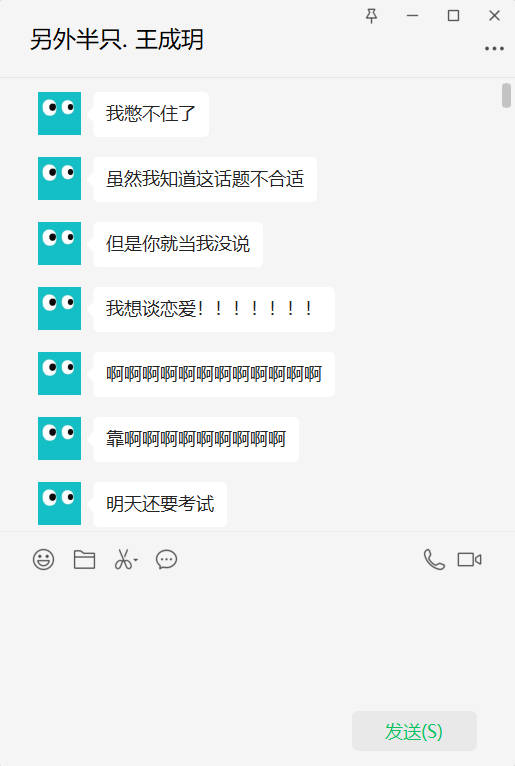 另外半只. 王成玥
我憋不住了
虽然我知道这话题不合适
但是你就当我没说
我想谈恋爱！！！！！！！
啊啊啊啊啊啊啊啊啊啊啊啊
靠啊啊啊啊啊啊啊啊啊
明天还要考试
发送(S)